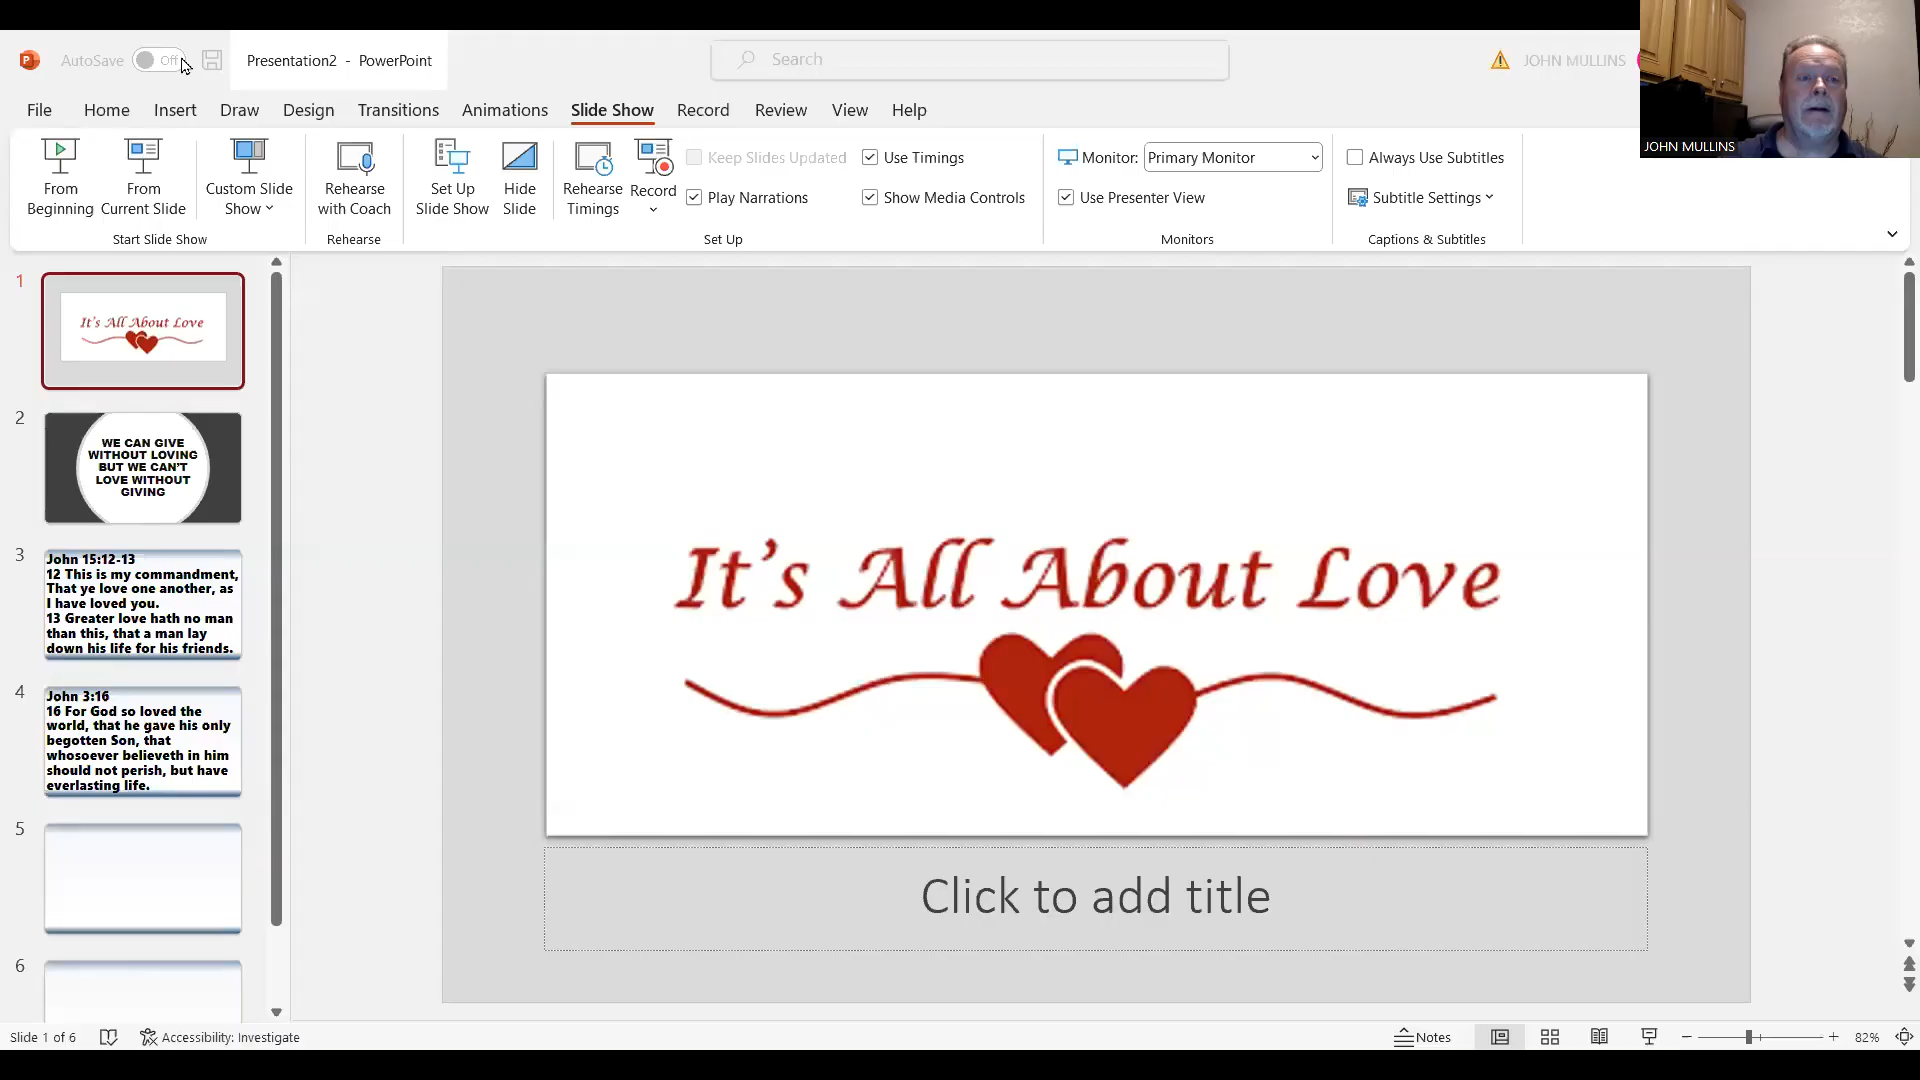 AutoSave Off Presentation2 - PowerPoint Search JOHN MULLINS
JOHN MULLINS
File Home Insert Draw Design Transitions Animations Slide Show Record Review View Help
From Beginning
From Current Slide
Custom Slide Show
Start Slide Show
Rehearse with Coach
Rehearse
Set Up Slide Show
Hide Slide
Rehearse Timings
Record
Keep Slides Updated
Use Timings
Play Narrations
Show Media Controls
Set Up
Monitor: Primary Monitor
Use Presenter View
Monitors
Always Use Subtitles
Subtitle Settings
Captions & Subtitles
1
It's All About Love
2
WE CAN GIVE
WITHOUT LOVING
BUT WE CAN'T
LOVE WITHOUT
GIVING
3
John 15:12-13
12 This is my commandment,
That ye love one another, as
I have loved you.
13 Greater love hath no man
than this, that a man lay
down his life for his friends.
4
John 3:16
16 For God so loved the
world, that he gave his only
begotten Son, that
whosoever believeth in him
should not perish, but have
everlasting life.
5
6
It's All About Love
Click to add title
Slide 1 of 6 Accessibility: Investigate Notes 82%